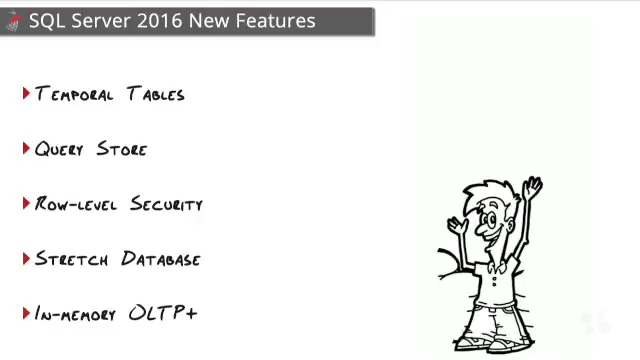 SQL Server 2016 New Features
Temporal Tables
Query Store
Row-level Security
Stretch Database
In-memory OLTP+